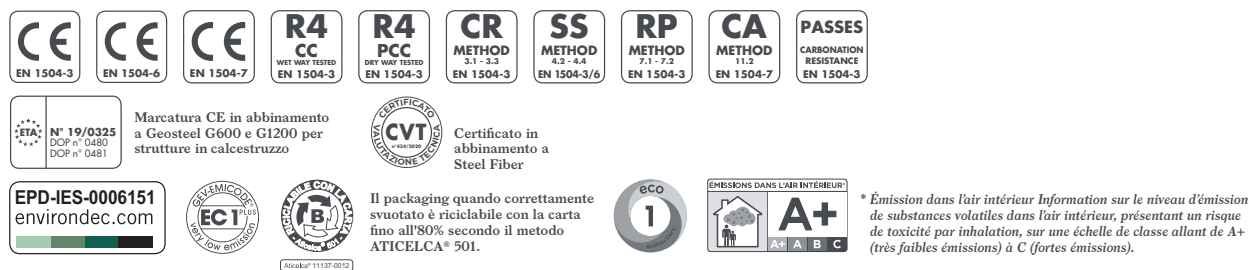 CE
EN 1504-3
CE
EN 1504-6
CE
EN 1504-7
R4
CC
WET WAY TESTED
EN 1504-3
R4
PCC
DRY WAY TESTED
EN 1504-3
CR
METHOD
3.1 - 3.3
EN 1504-3
SS
METHOD
4.2 - 4.4
EN 1504-3/6
RP
METHOD
7.1 - 7.2
EN 1504-3
CA
METHOD
11.2
EN 1504-7
PASSES
CARBONATION
RESISTANCE
EN 1504-3
ETA
N° 19/0325
DOP n° 0480
DOP n° 0481
Marcatura CE in abbinamento
a Geosteel G600 e G1200 per
strutture in calcestruzzo
CERTIFICATO
CVT
n°434/2020
VALUTAZIONE TECNICA
Certificato in
abbinamento a
Steel Fiber
EPD-IES-0006151
environdec.com
GEV-EMICODE®
EC 1 PLUS
very low emission
RICICLABILE CON LA CARTA
B
- Aticelca® 501 -
Aticelca® 11137-0012
Il packaging quando correttamente
svuotato è riciclabile con la carta
fino all'80% secondo il metodo
ATICELCA® 501.
eco
1
ÉMISSIONS DANS L'AIR INTÉRIEUR*
A+
A+ A B C
* Émission dans l'air intérieur Information sur le niveau d'émission
de substances volatiles dans l'air intérieur, présentant un risque
de toxicité par inhalation, sur une échelle de classe allant de A+
(très faibles émissions) à C (fortes émissions).